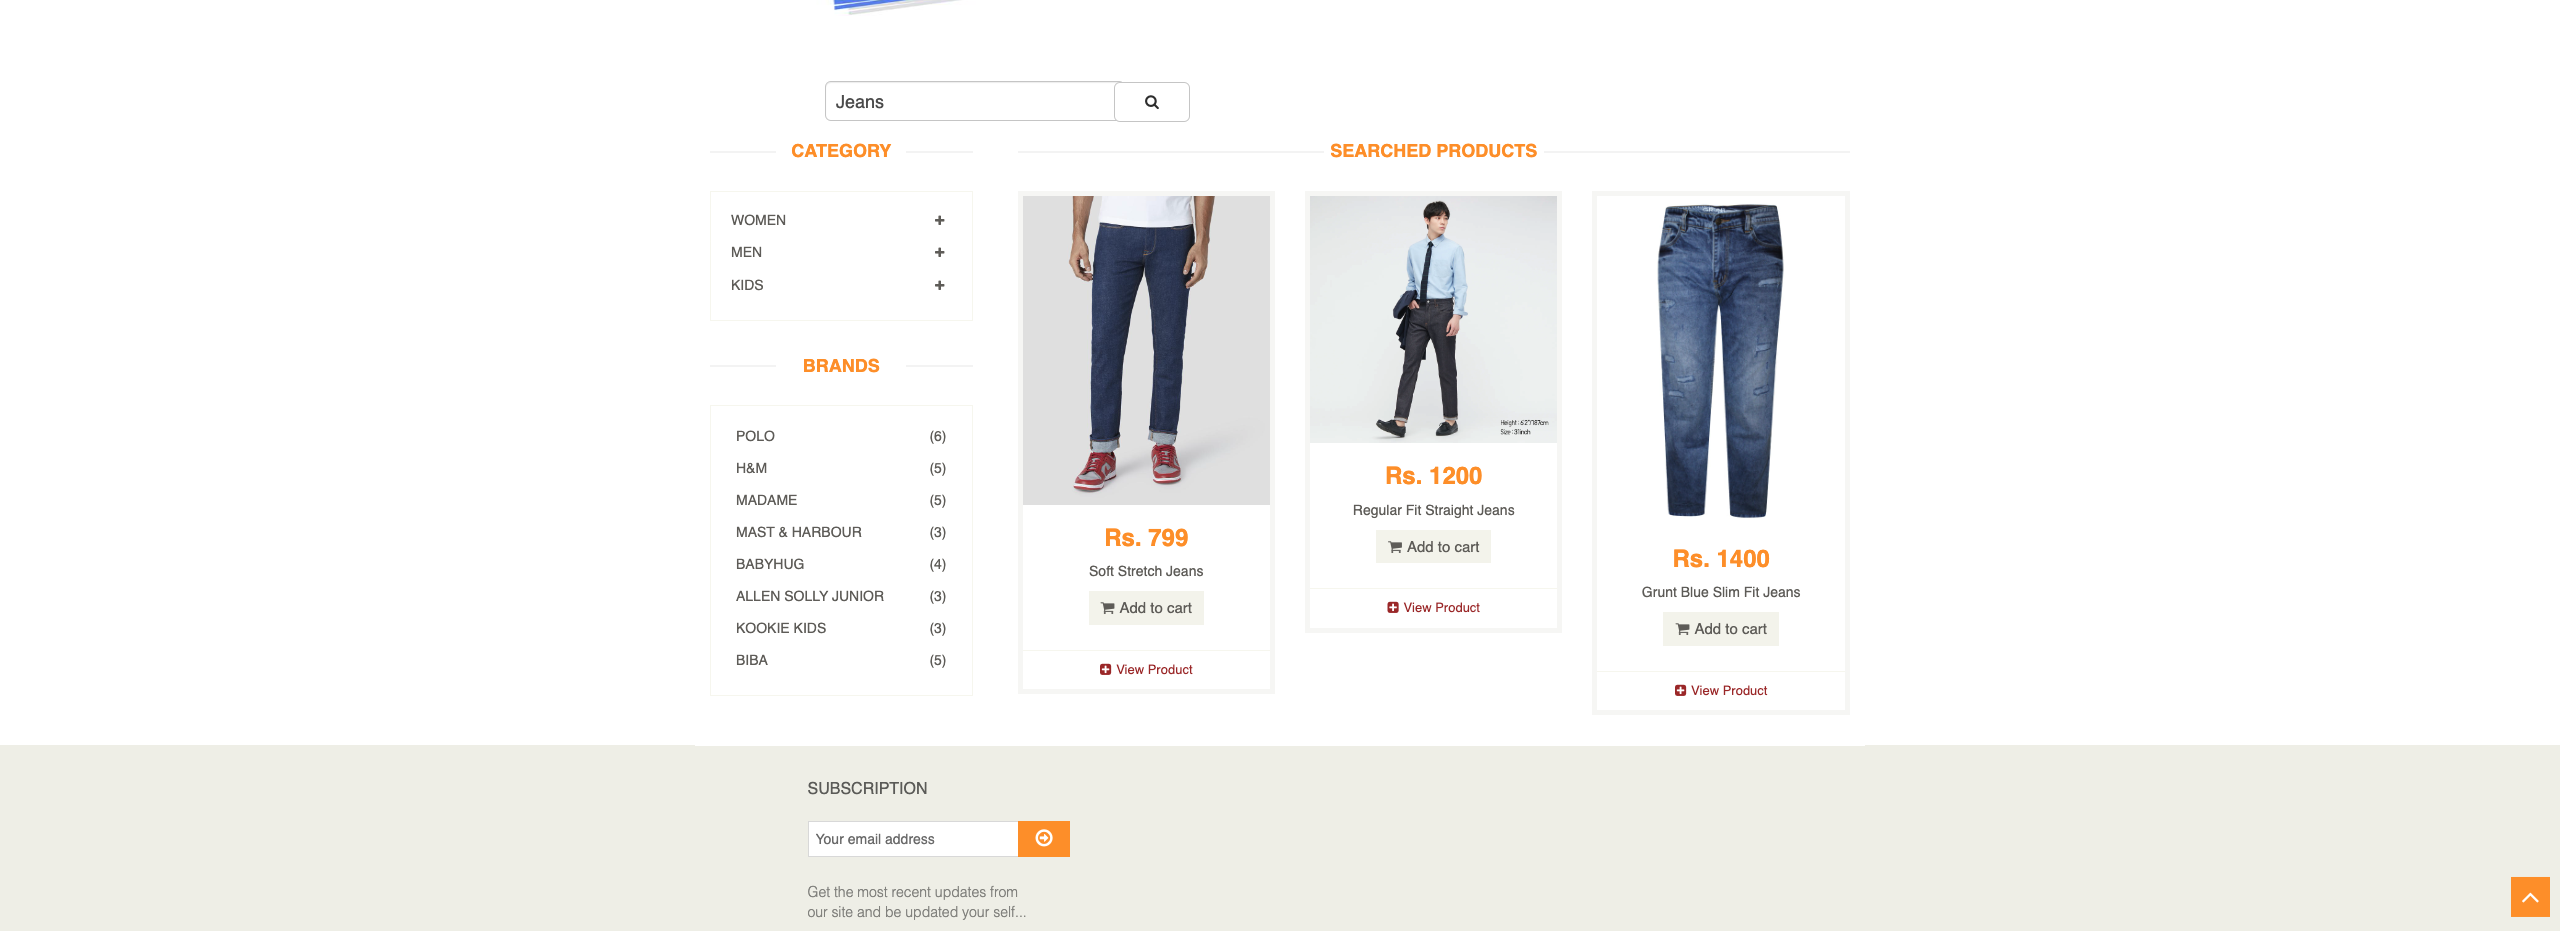 Jeans
CATEGORY
WOMEN
MEN
KIDS
BRANDS
POLO (6)
H&M (5)
MADAME (5)
MAST & HARBOUR (3)
BABYHUG (4)
ALLEN SOLLY JUNIOR (3)
KOOKIE KIDS (3)
BIBA (5)
SEARCHED PRODUCTS
Rs. 799
Soft Stretch Jeans
Add to cart
View Product
Size : 31inch
Rs. 1200
Regular Fit Straight Jeans
Add to cart
View Product
Rs. 1400
Grunt Blue Slim Fit Jeans
Add to cart
View Product
SUBSCRIPTION
Your email address
Get the most recent updates from
our site and be updated your self...